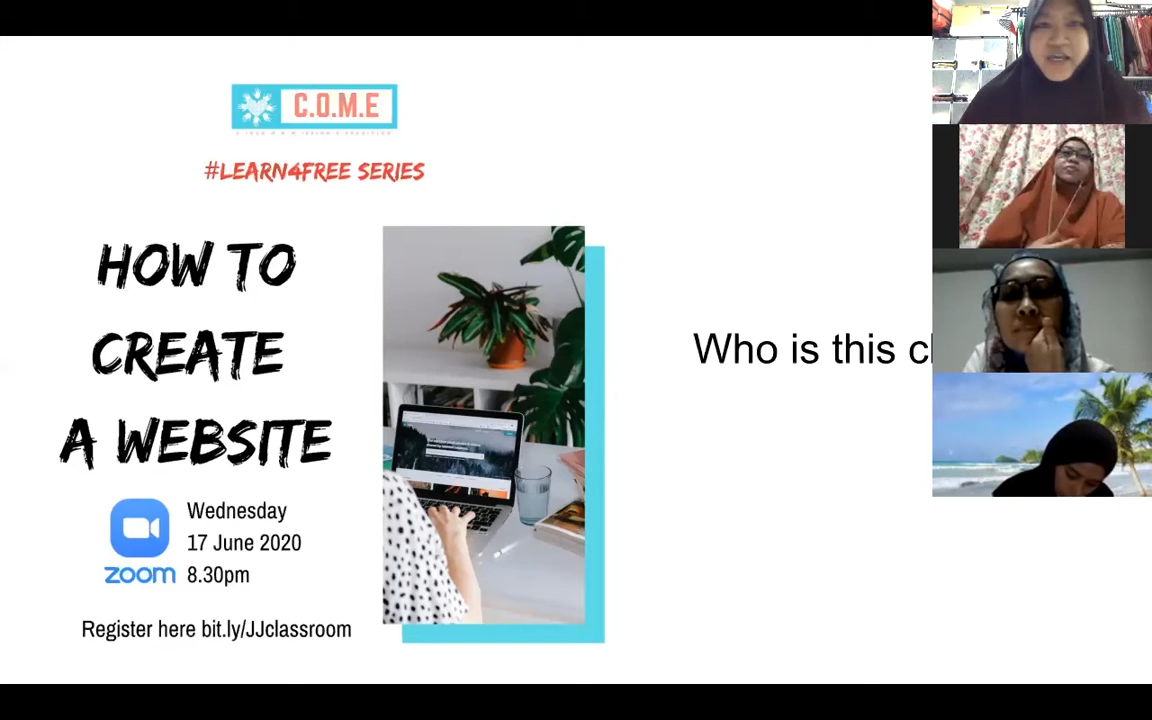 C.O.M.E
#LEARN4FREE SERIES
HOW TO
CREATE
A WEBSITE
zoom
Wednesday
17 June 2020
8.30pm
Register here bit.ly/JJclassroom
Who is this